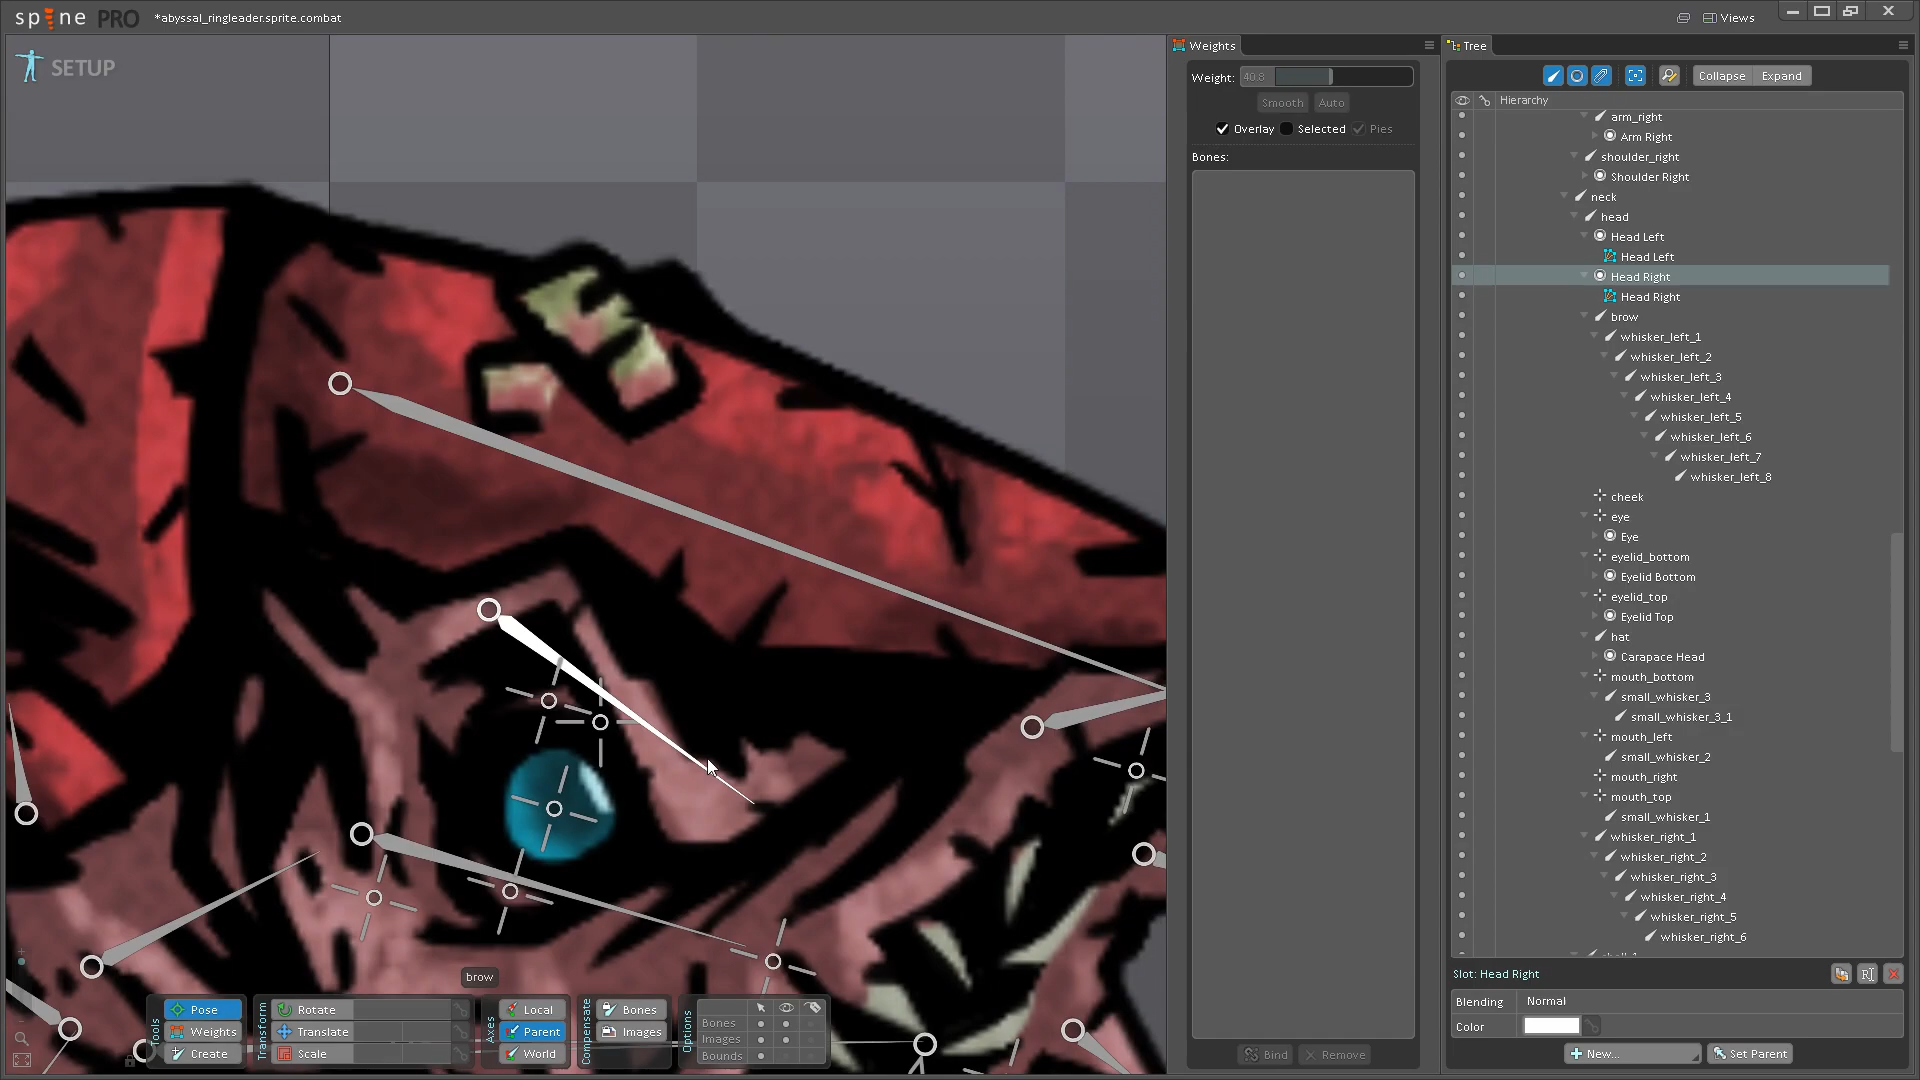 spine PRO *abyssal_ringleader.sprite.combat
Views
SETUP
Weights
Weight: 40.8
Smooth Auto
Overlay Selected Pies
Bones:
Bind Remove
Tree
Collapse Expand
Hierarchy
arm_right
Arm Right
shoulder_right
Shoulder Right
neck
head
Head Left
Head Left
Head Right
Head Right
brow
whisker_left_1
whisker_left_2
whisker_left_3
whisker_left_4
whisker_left_5
whisker_left_6
whisker_left_7
whisker_left_8
cheek
eye
Eye
eyelid_bottom
Eyelid Bottom
eyelid_top
Eyelid Top
hat
Carapace Head
mouth_bottom
small_whisker_3
small_whisker_3_1
mouth_left
small_whisker_2
mouth_right
mouth_top
small_whisker_1
whisker_right_1
whisker_right_2
whisker_right_3
whisker_right_4
whisker_right_5
whisker_right_6
Slot: Head Right
Blending Normal
Color
New... Set Parent
brow
Tools
Pose
Weights
Create
Transform
Rotate
Translate
Scale
Axes
Local
Parent
World
Compensate
Bones
Images
Options
Bones
Images
Bounds